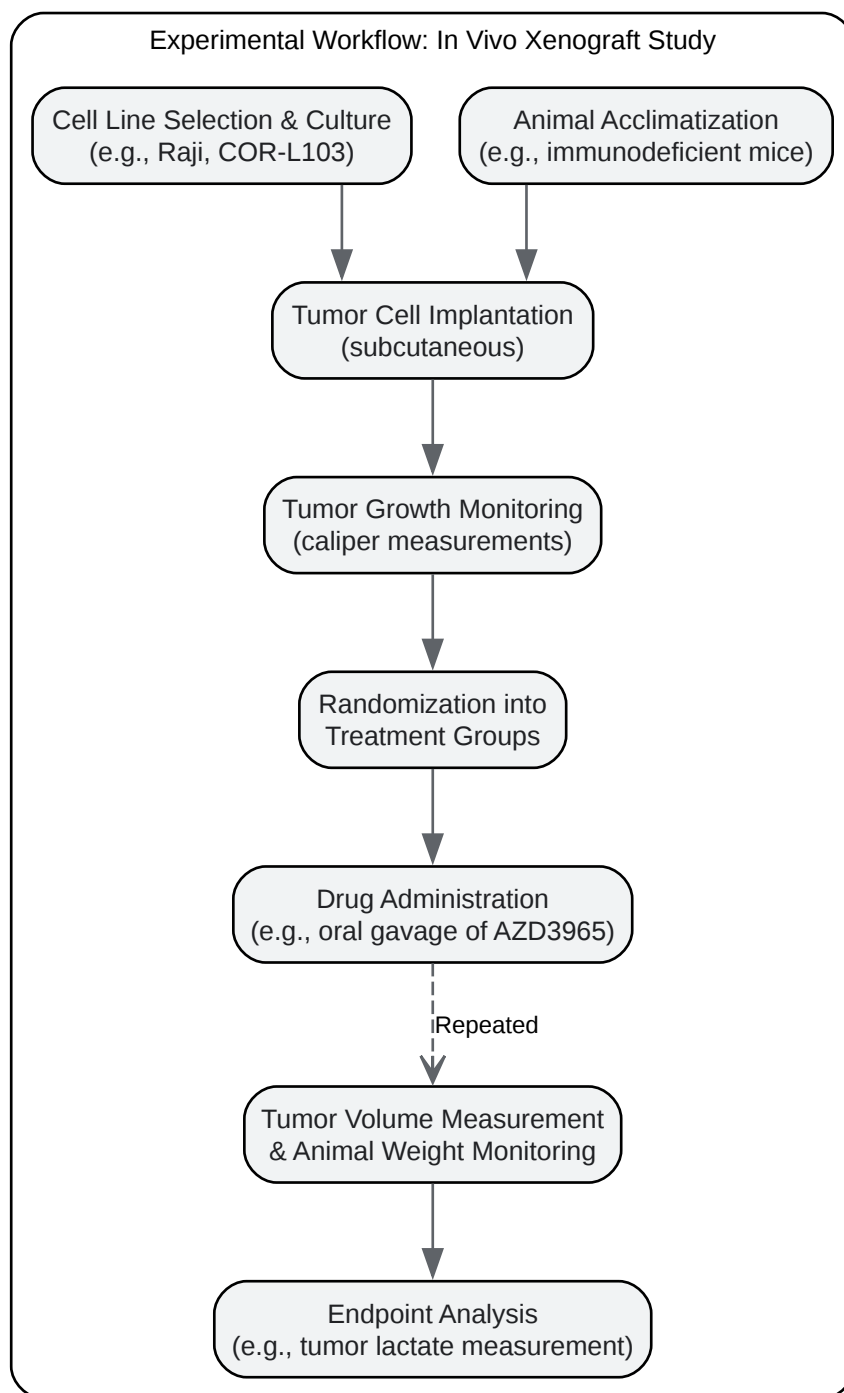 Experimental Workflow: In Vivo Xenograft Study
Cell Line Selection & Culture
(e.g., Raji, COR-L103)
Animal Acclimatization
(e.g., immunodeficient mice)
Tumor Cell Implantation
(subcutaneous)
Tumor Growth Monitoring
(caliper measurements)
Randomization into
Treatment Groups
Drug Administration
(e.g., oral gavage of AZD3965)
Repeated
Tumor Volume Measurement
& Animal Weight Monitoring
Endpoint Analysis
(e.g., tumor lactate measurement)